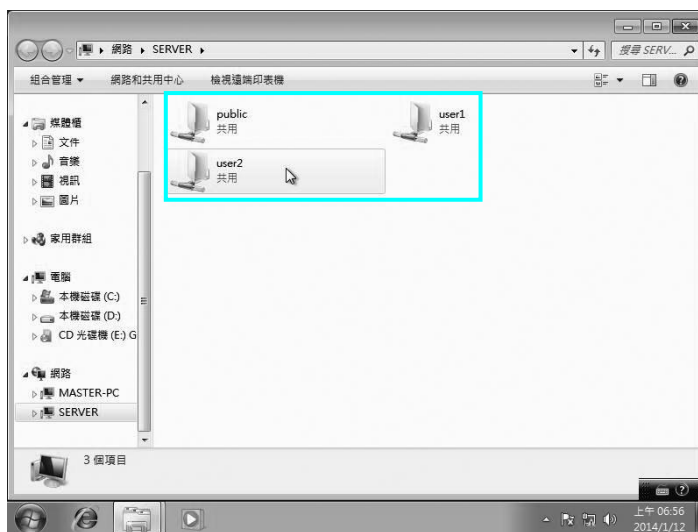 網路 SERVER
搜尋 SERV...
組合管理 網路和共用中心 檢視遠端印表機
媒體櫃
文件
音樂
視訊
圖片
家用群組
電腦
本機磁碟 (C:)
本機磁碟 (D:)
CD 光碟機 (E:) G
網路
MASTER-PC
SERVER
public
共用
user1
共用
user2
共用
3 個項目
上午 06:56
2014/1/12